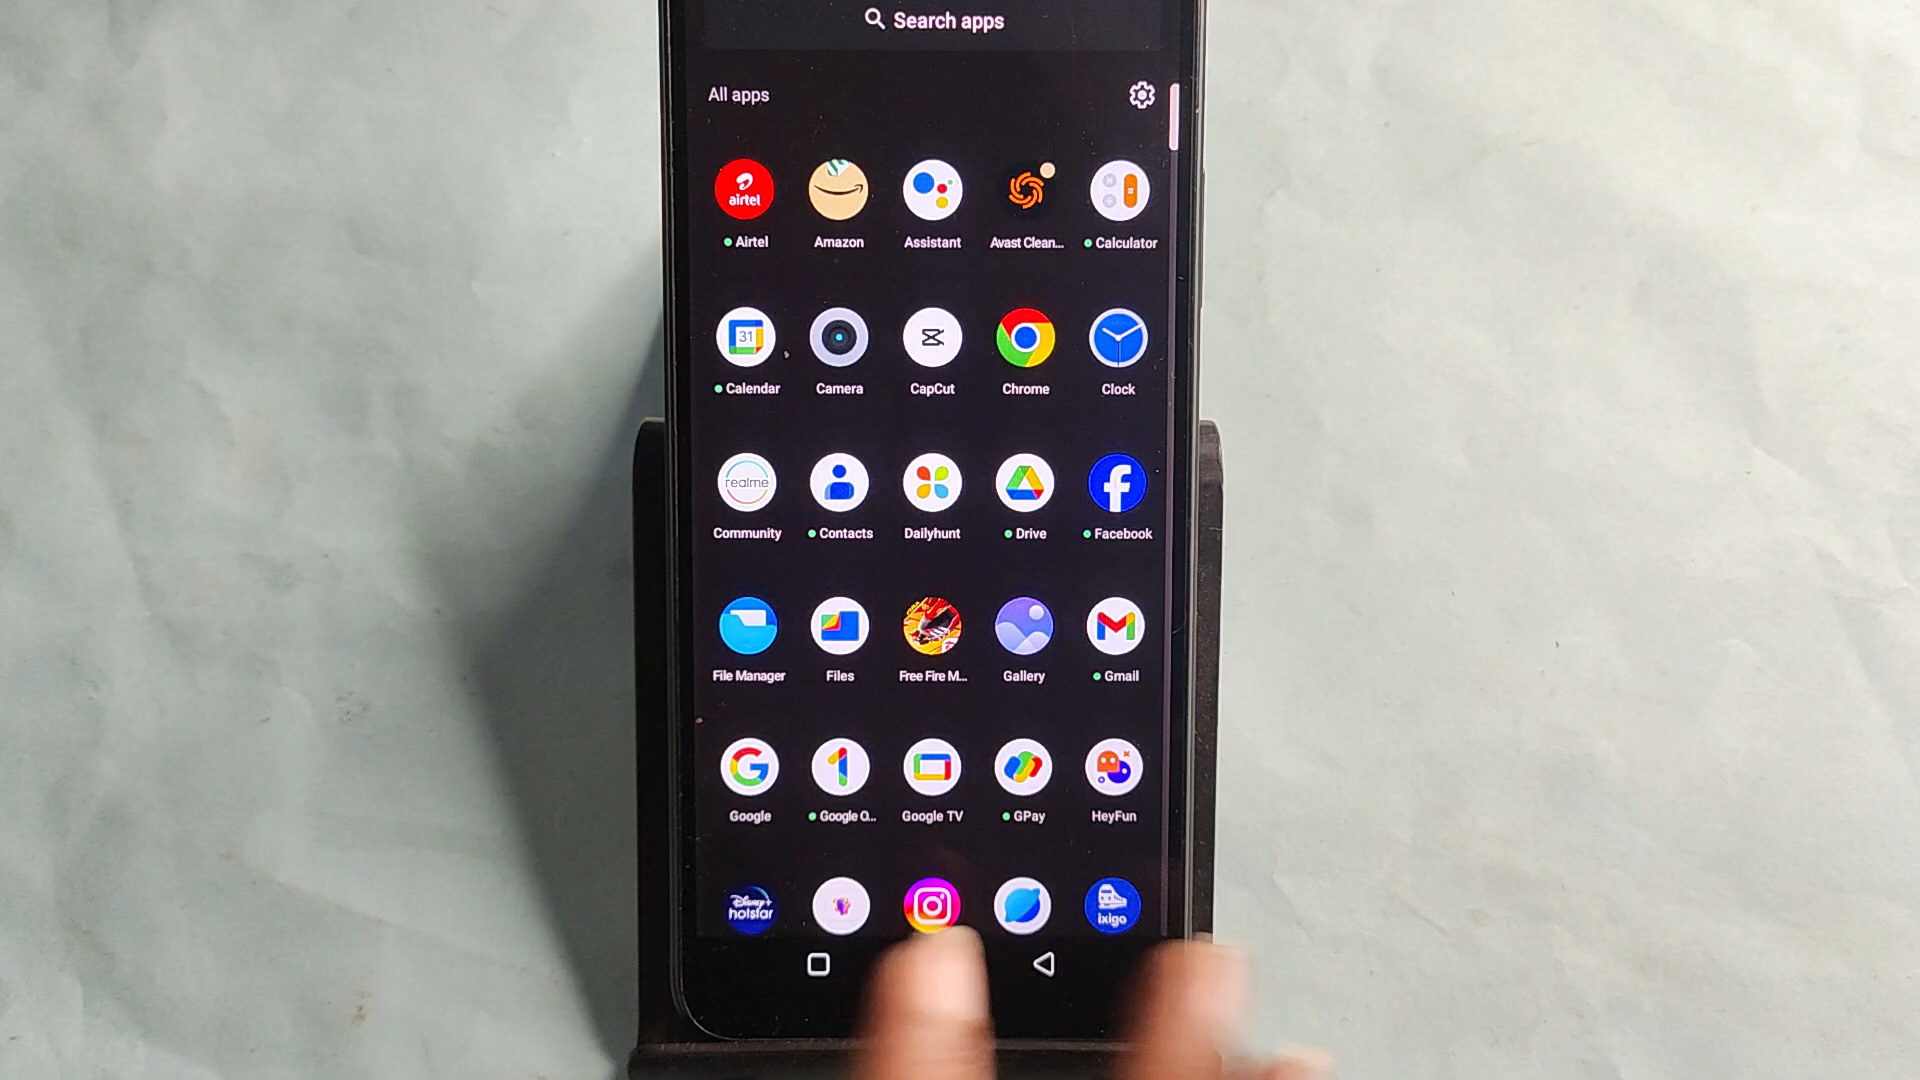 Search apps
All apps
airtel
Airtel Amazon Assistant Avast Clean... Calculator
31
Calendar Camera CapCut Chrome Clock
realme
Community Contacts Dailyhunt Drive Facebook
File Manager Files Free Fire M... Gallery Gmail
Google Google O... Google TV GPay HeyFun
Disney+
hotstar
ixigo